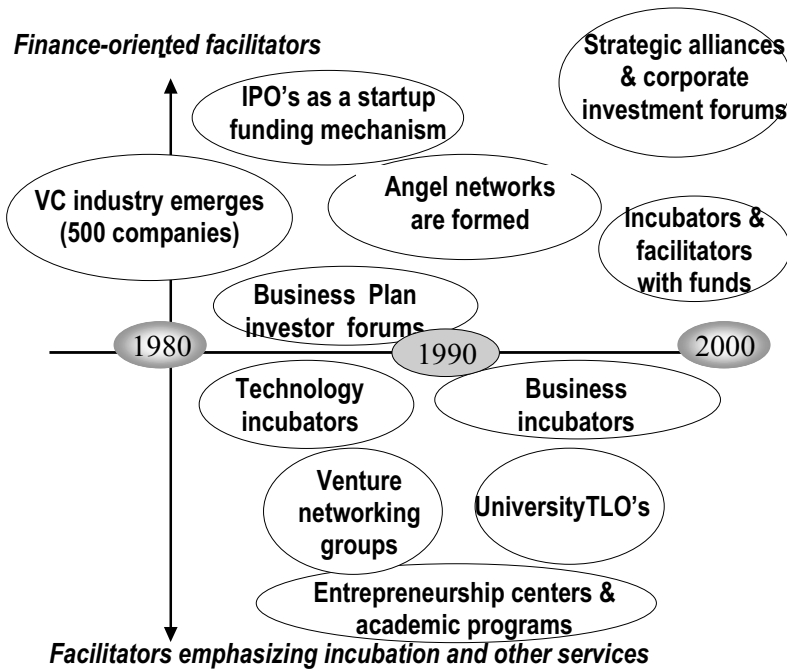 Finance-oriented facilitators
Strategic alliances
& corporate
investment forums
IPO's as a startup
funding mechanism
VC industry emerges
(500 companies)
Angel networks
are formed
Incubators &
facilitators
with funds
Business Plan
investor forums
1980
1990
2000
Technology
incubators
Business
incubators
Venture
networking
groups
UniversityTLO's
Entrepreneurship centers &
academic programs
Facilitators emphasizing incubation and other services